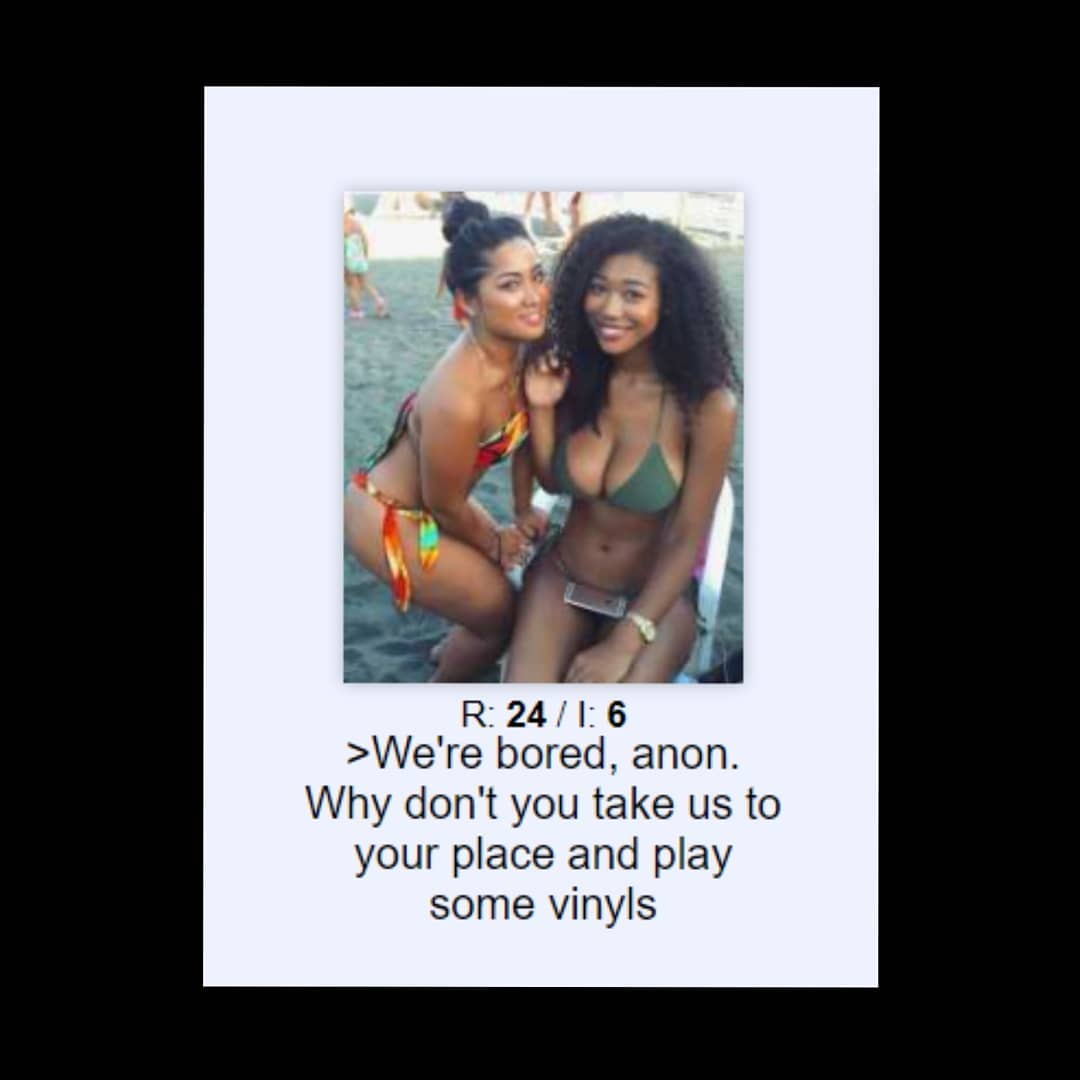 R: 24 / I: 6
>We're bored, anon.
Why don't you take us to
your place and play
some vinyls